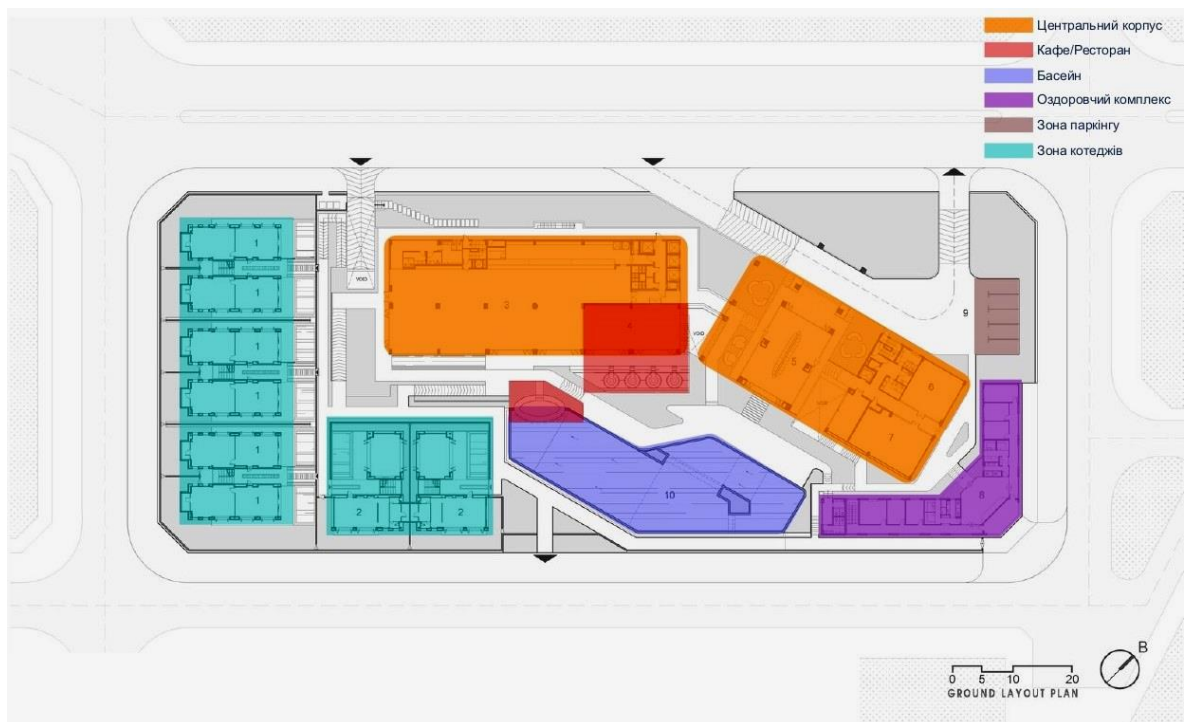 Центральний корпус
Кафе/Ресторан
Басейн
Оздоровчий комплекс
Зона паркінгу
Зона котеджів
VOID
1
1
1
1
1
1
3
4
VOID
5
6
7
VOID
9
2
2
10
8
B
0 5 10 20
GROUND LAYOUT PLAN